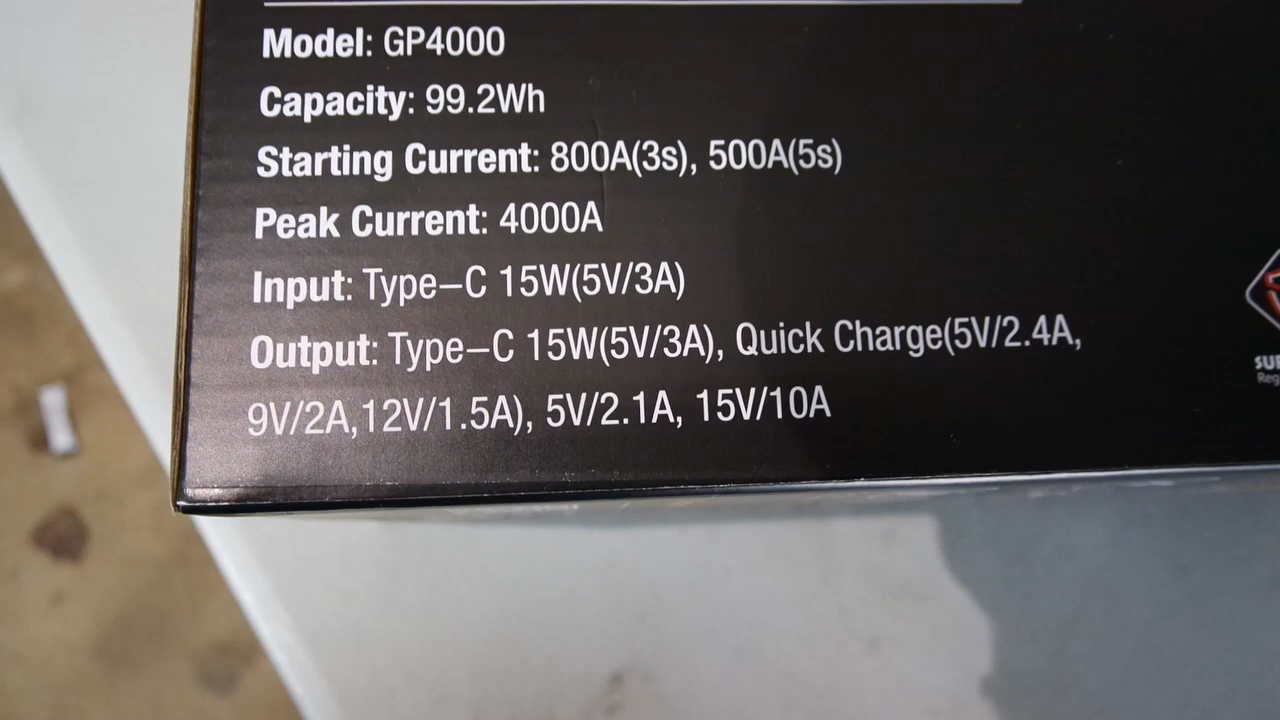 Model: GP4000
Capacity: 99.2Wh
Starting Current: 800A(3s), 500A(5s)
Peak Current: 4000A
Input: Type–C 15W(5V/3A)
Output: Type–C 15W(5V/3A), Quick Charge(5V/2.4A,
9V/2A,12V/1.5A), 5V/2.1A, 15V/10A